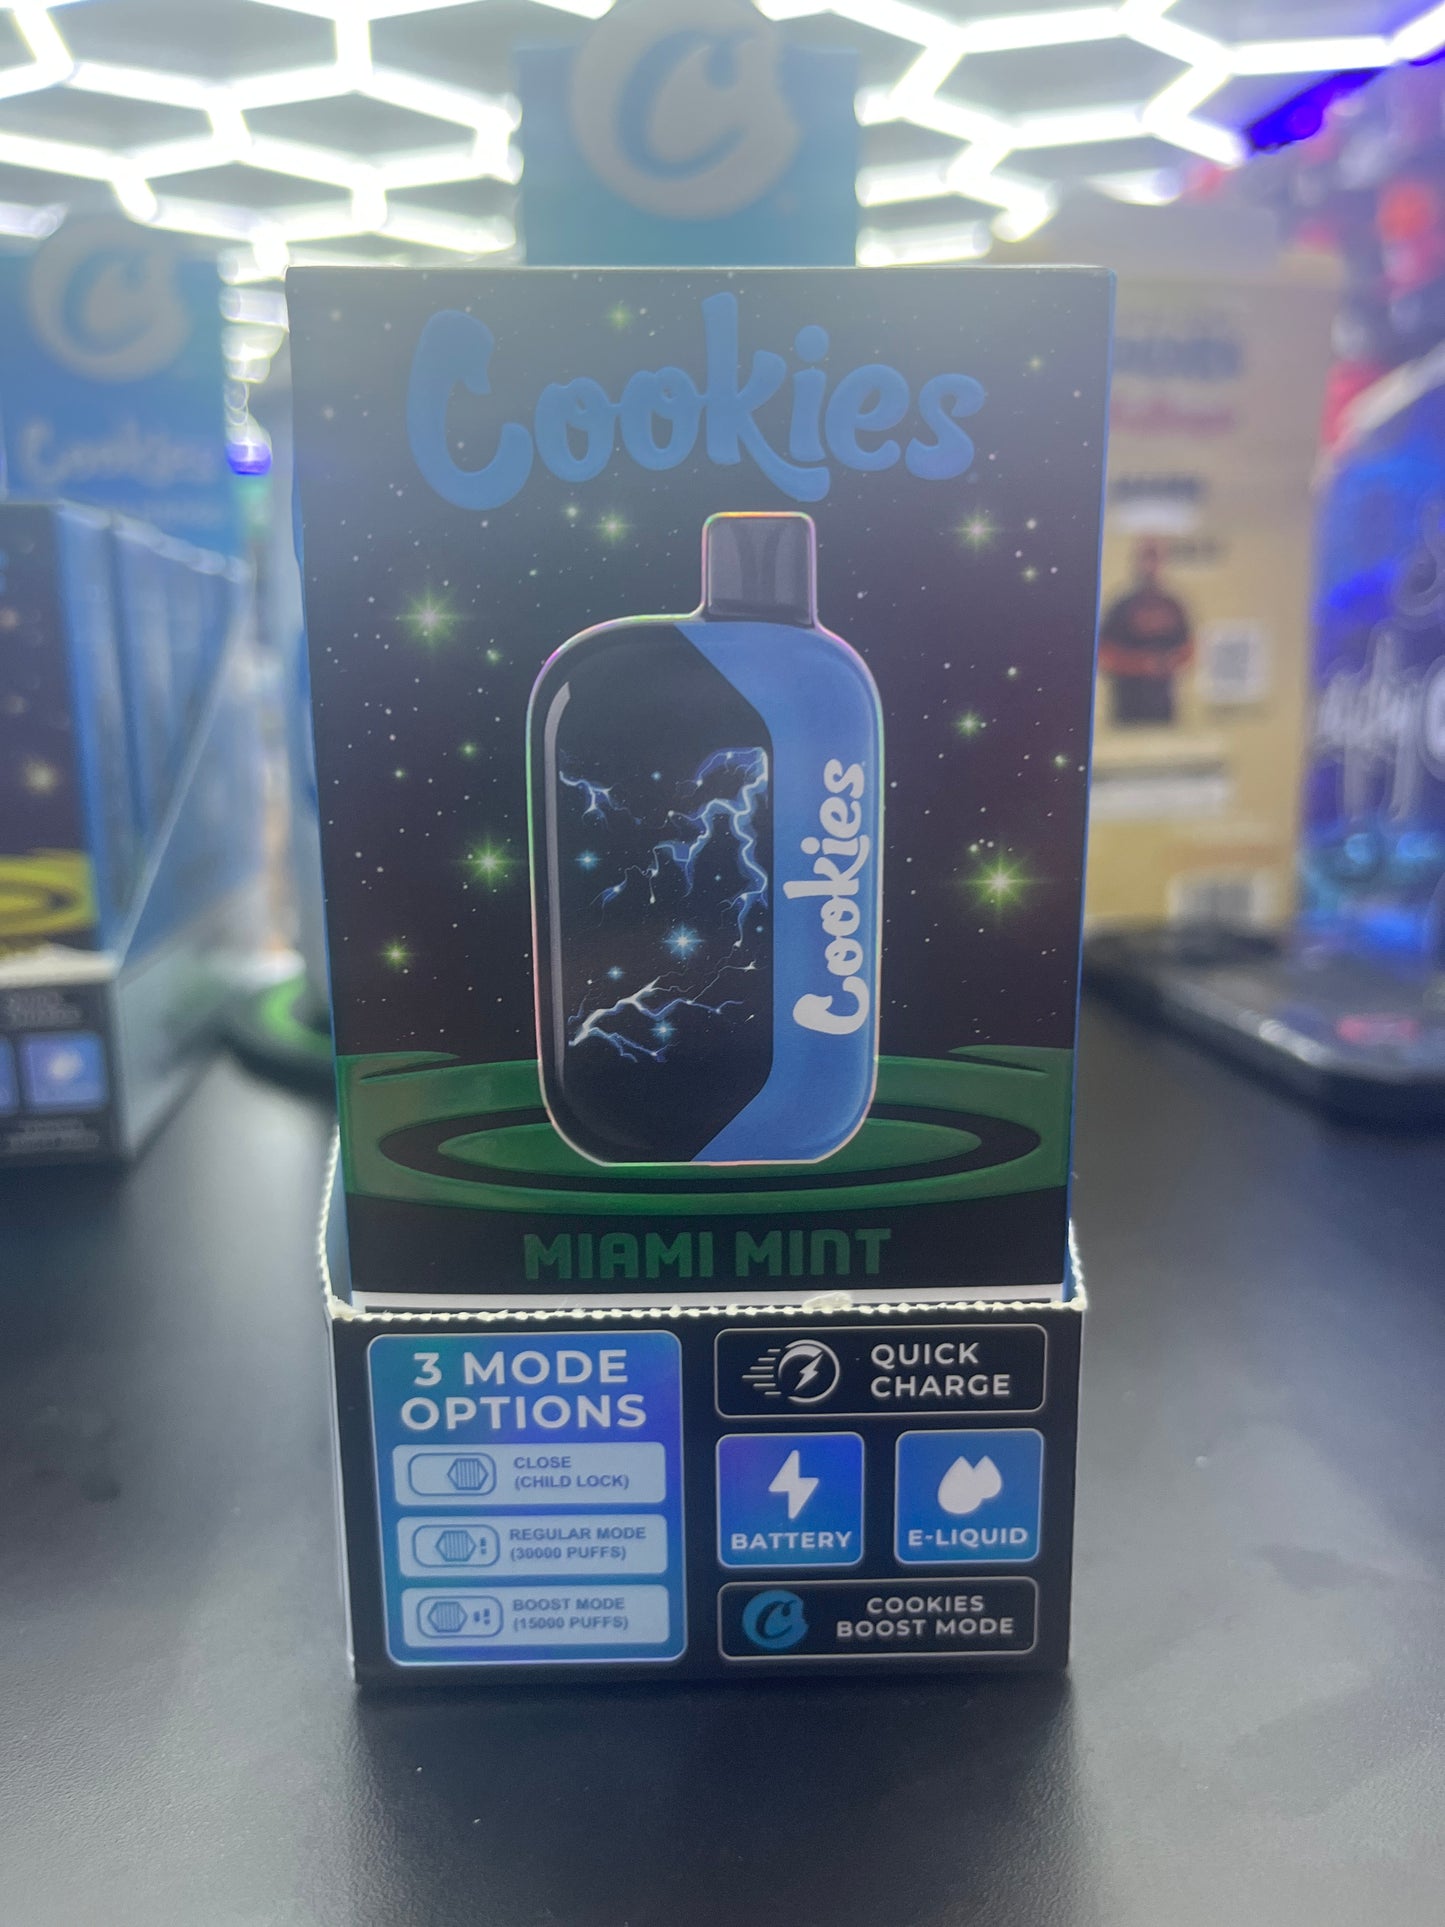 Cookies
Cookies
MIAMI MINT
3 MODE
OPTIONS
CLOSE
(CHILD LOCK)
REGULAR MODE
(30000 PUFFS)
BOOST MODE
(15000 PUFFS)
QUICK
CHARGE
BATTERY
E-LIQUID
COOKIES
BOOST MODE
C
C
Cookies